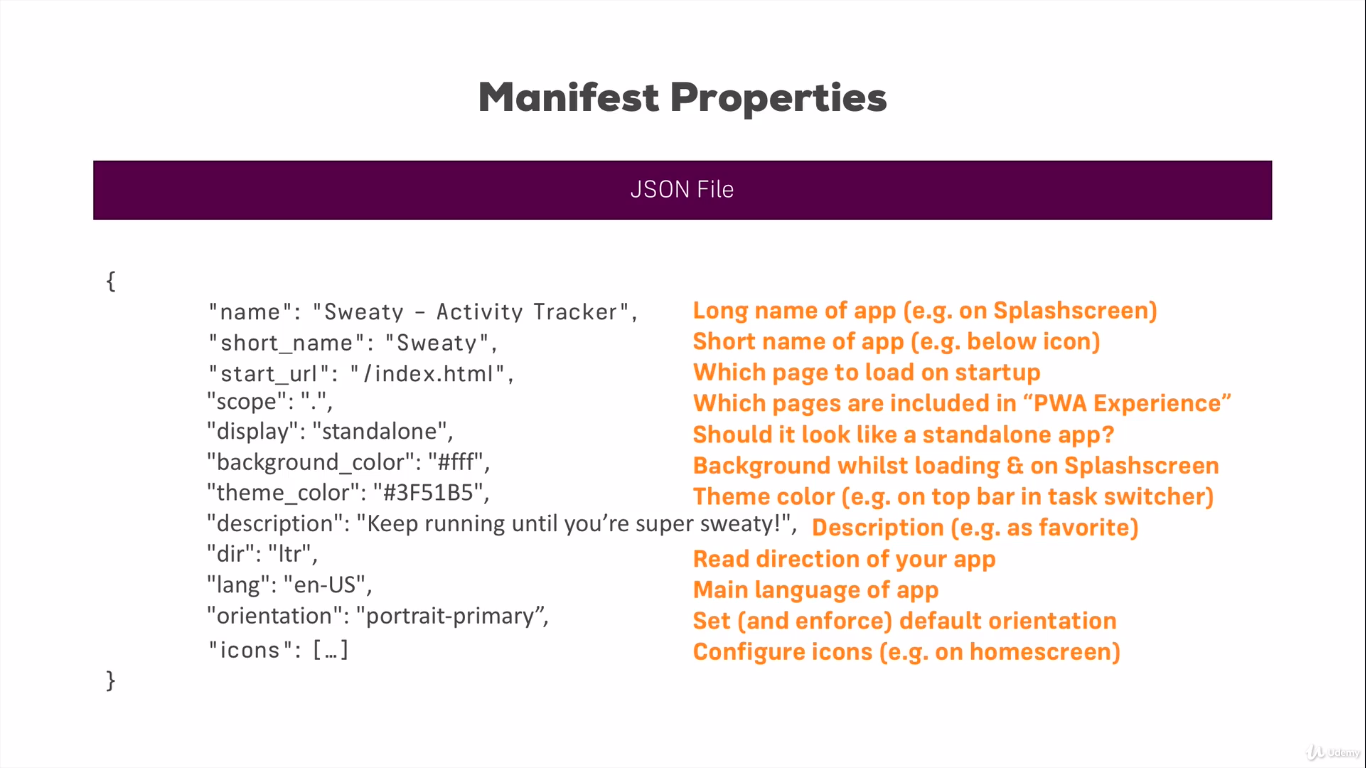 Manifest Properties
JSON File
{
"name": "Sweaty – Activity Tracker", Long name of app (e.g. on Splashscreen)
"short_name": "Sweaty", Short name of app (e.g. below icon)
"start_url": "/index.html", Which page to load on startup
"scope": ".", Which pages are included in “PWA Experience”
"display": "standalone", Should it look like a standalone app?
"background_color": "#fff", Background whilst loading & on Splashscreen
"theme_color": "#3F51B5", Theme color (e.g. on top bar in task switcher)
"description": "Keep running until you’re super sweaty!", Description (e.g. as favorite)
"dir": "ltr", Read direction of your app
"lang": "en-US", Main language of app
"orientation": "portrait-primary”, Set (and enforce) default orientation
"icons": […] Configure icons (e.g. on homescreen)
}
Udemy